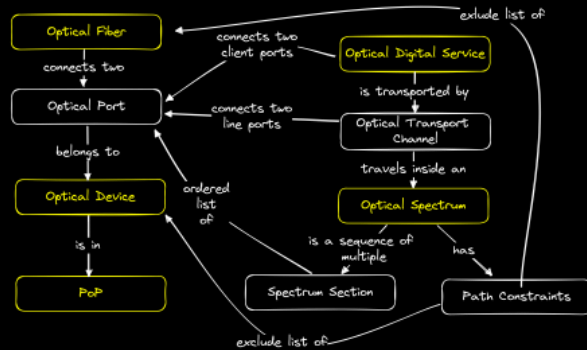 exlude list of
Optical Fiber
connects two
client ports
Optical Digital Service
connects two
is transported by
Optical Port
connects two
line ports
Optical Transport
Channel
belongs to
travels inside an
Optical Device
ordered
list
of
Optical Spectrum
is in
is a sequence of
multiple
has
PoP
Spectrum Section
Path Constraints
exclude list of